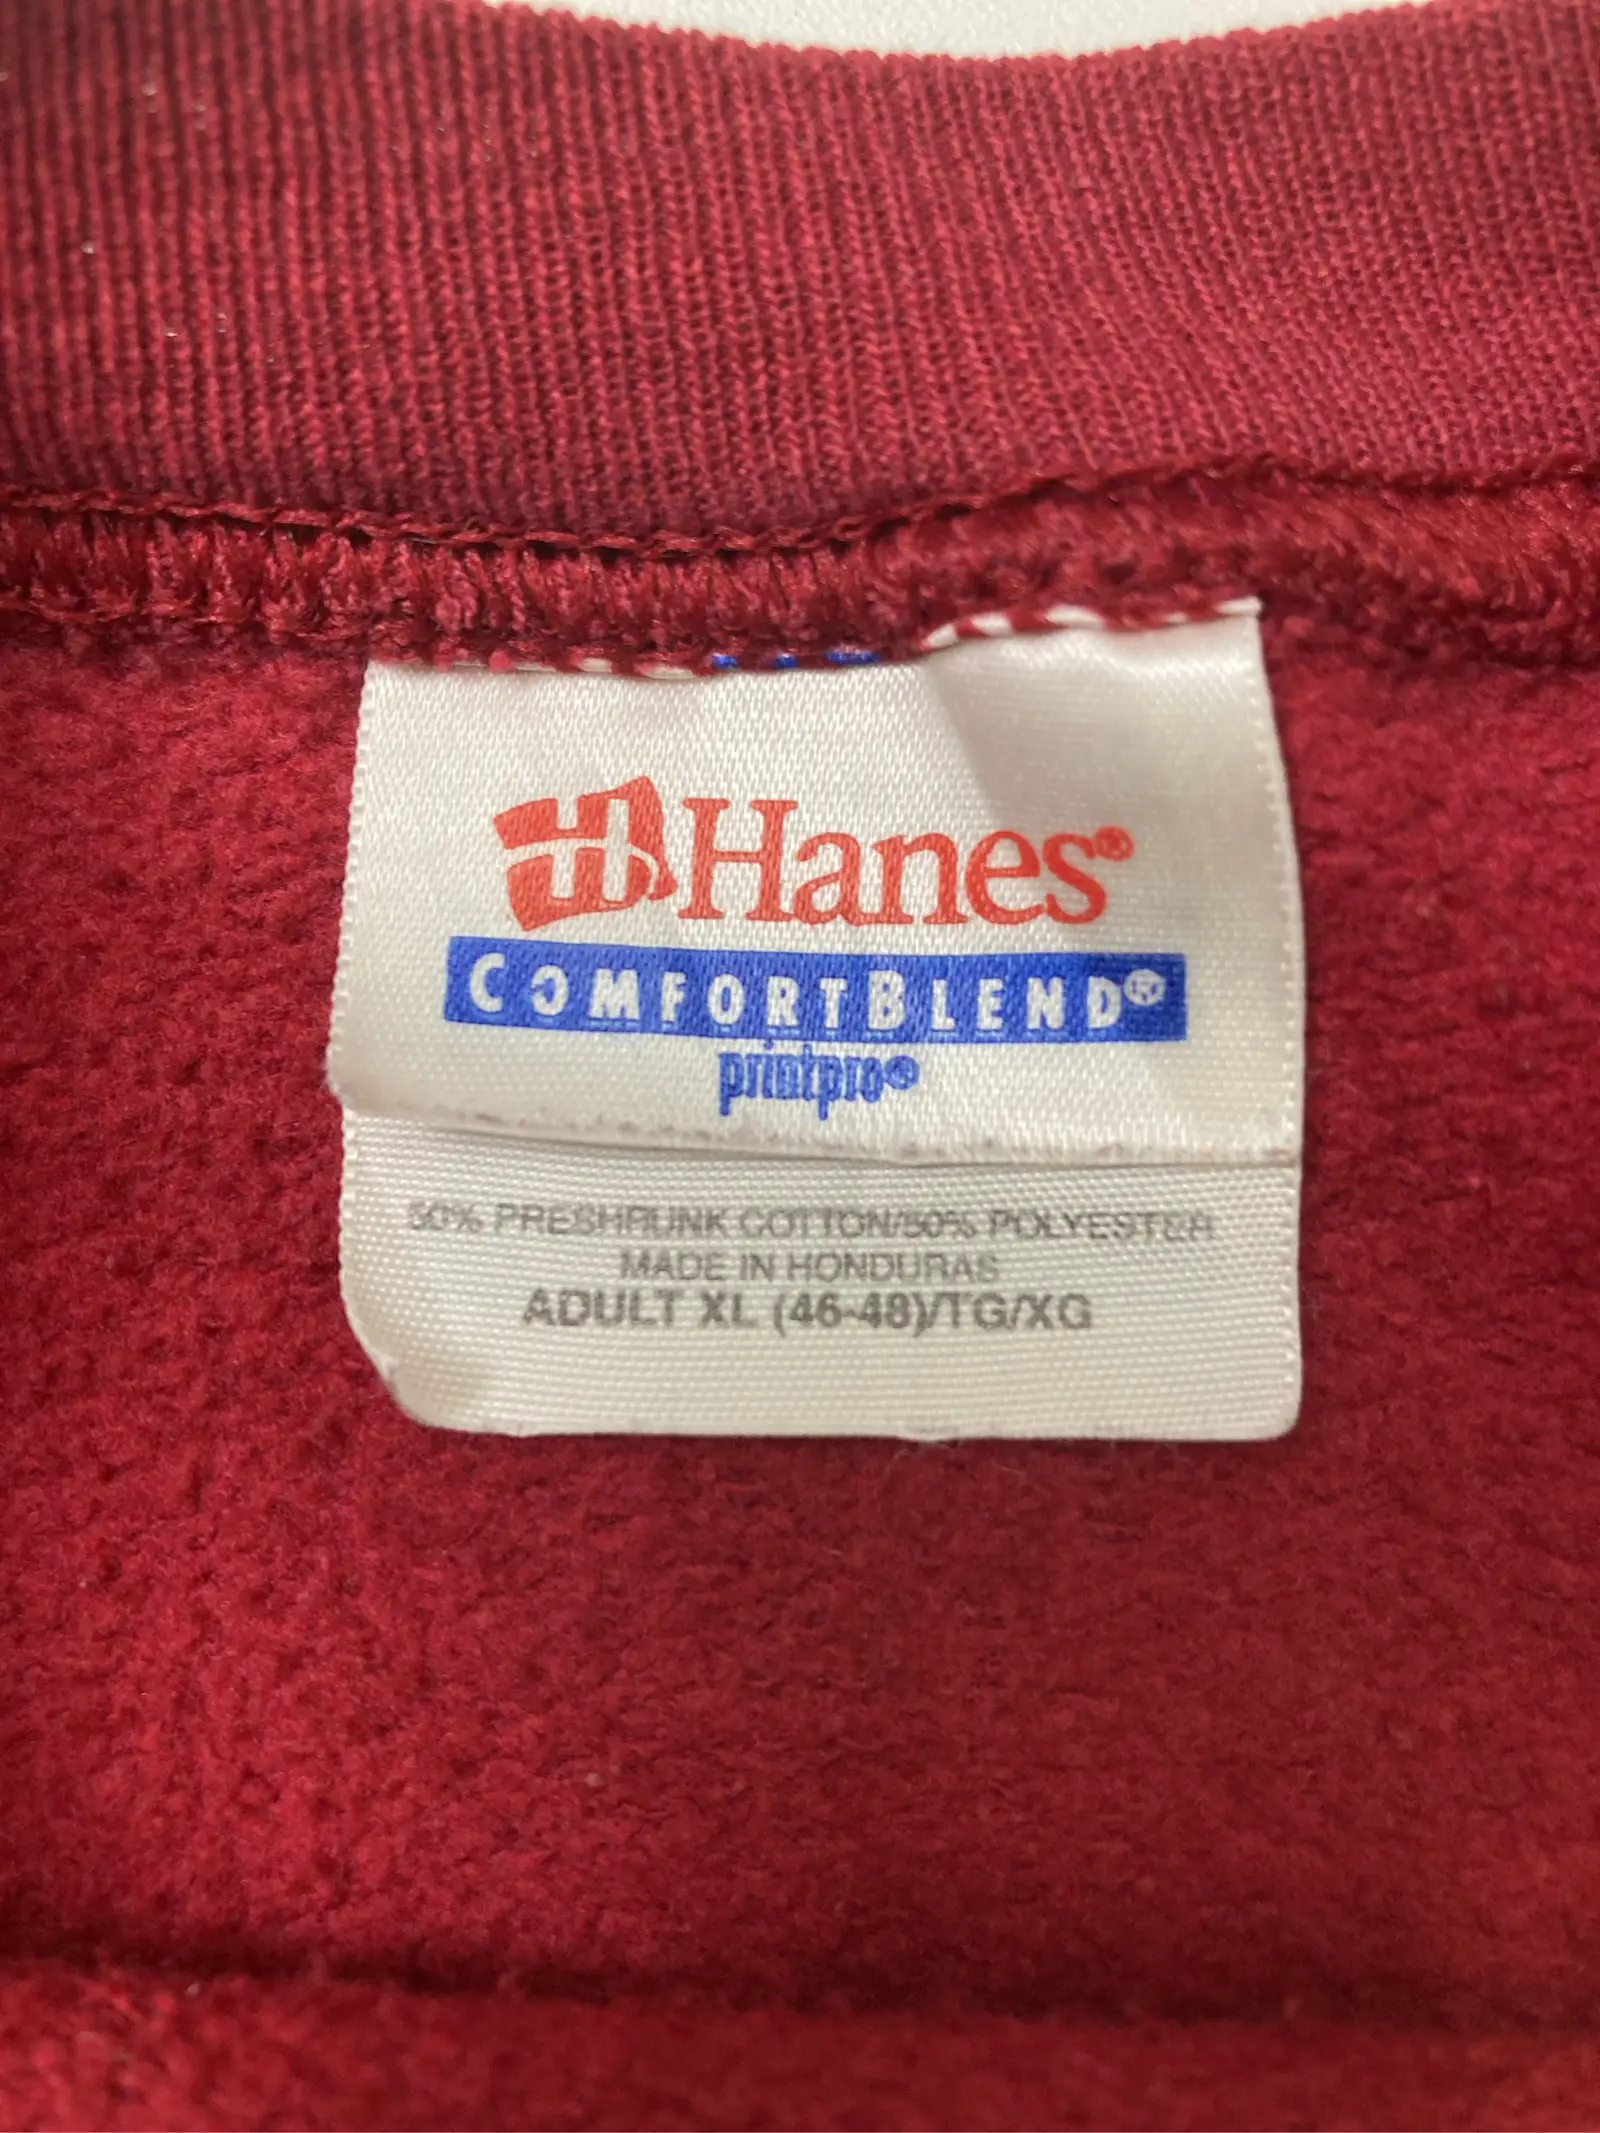 Hanes®
COMFORTBLEND®
printpro®
50% PRESHRUNK COTTON/50% POLYESTER
MADE IN HONDURAS
ADULT XL (46-48)/TG/XG